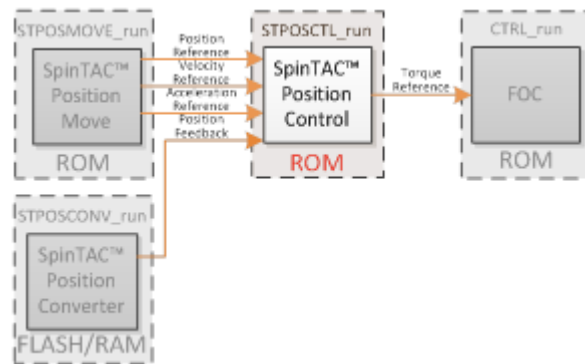 STPOSMOVE_run
SpinTAC™
Position
Move
ROM
Position
Reference
Velocity
Reference
Acceleration
Reference
Position
Feedback
STPOSCTL_run
SpinTAC™
Position
Control
ROM
Torque
Reference
CTRL_run
FOC
ROM
STPOSCONV_run
SpinTAC™
Position
Converter
FLASH/RAM